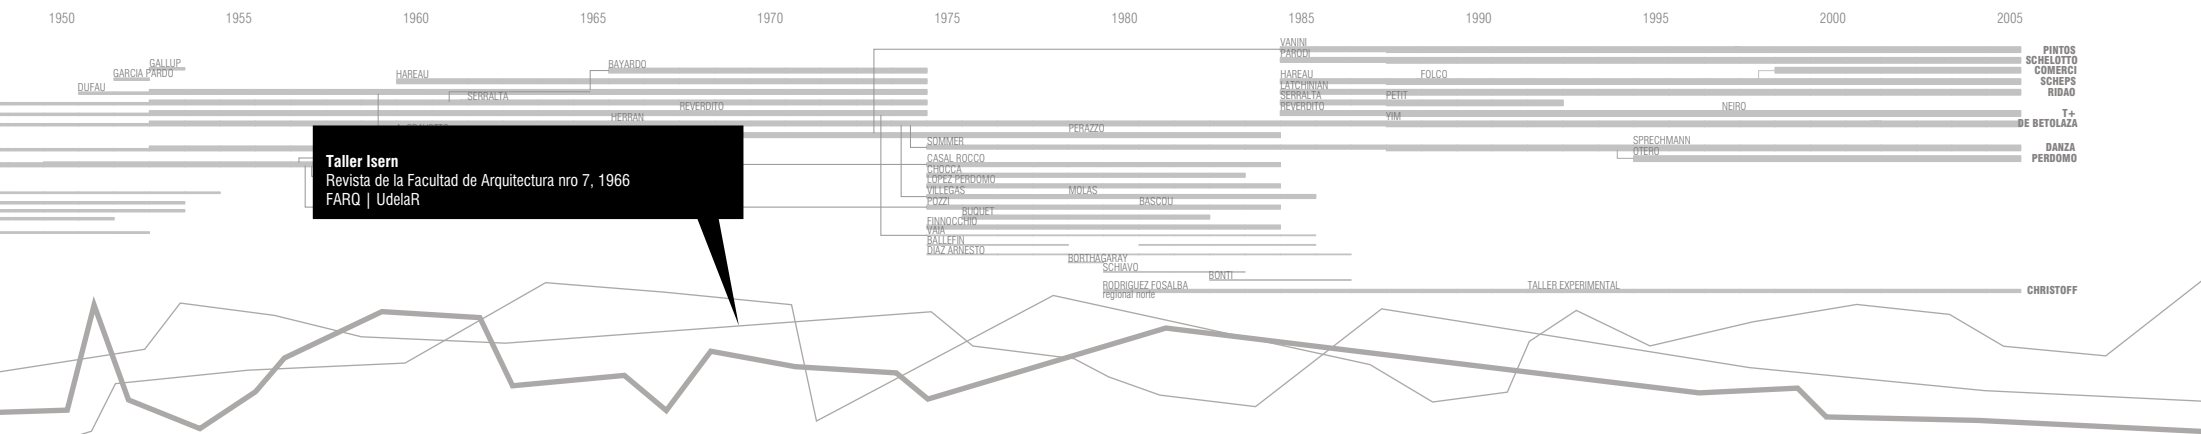 1950 1955 1960 1965 1970 1975 1980 1985 1990 1995 2000 2005
VANINI
PINTOS
PARODI
SCHELOTTO
GALLUP
BAYARDO
COMERCI
GARCIA PARDO
HAREAU
HAREAU
FOLCO
SCHEPS
DUFAU
LATCHINIAN
RIDAO
SERRALTA
SERRALTA
PETIT
REVERDITO
REVERDITO
NEIRO
T+
HERRAN
YIM
DE BETOLAZA
PERAZZO
SOMMER
SPRECHMANN
DANZA
OTERO
PERDOMO
CASAL ROCCO
CHOCCA
LOPEZ PERDOMO
VILLEGAS
MOLAS
POZZI
BASCOU
BUQUET
FINNOCCHIO
VAIA
BALLEFIN
DIAZ ARNESTO
BORTHAGARAY
SCHIAVO
BONTI
RODRIGUEZ FOSALBA
TALLER EXPERIMENTAL
CHRISTOFF
regional norte
Taller Isern
Revista de la Facultad de Arquitectura nro 7, 1966
FARQ | UdelaR